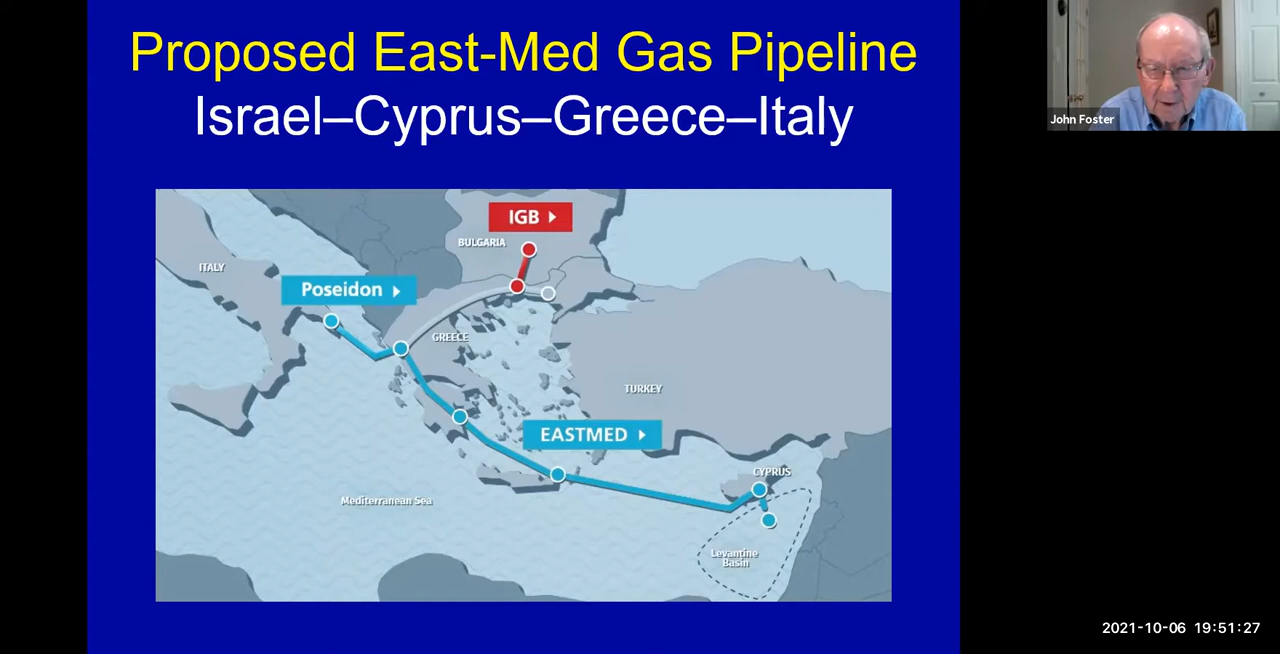 Proposed East-Med Gas Pipeline
Israel–Cyprus–Greece–Italy
John Foster
IGB
BULGARIA
ITALY
Poseidon
GREECE
TURKEY
EASTMED
CYPRUS
Mediterranean Sea
Levantine
Basin
2021-10-06 19:51:27